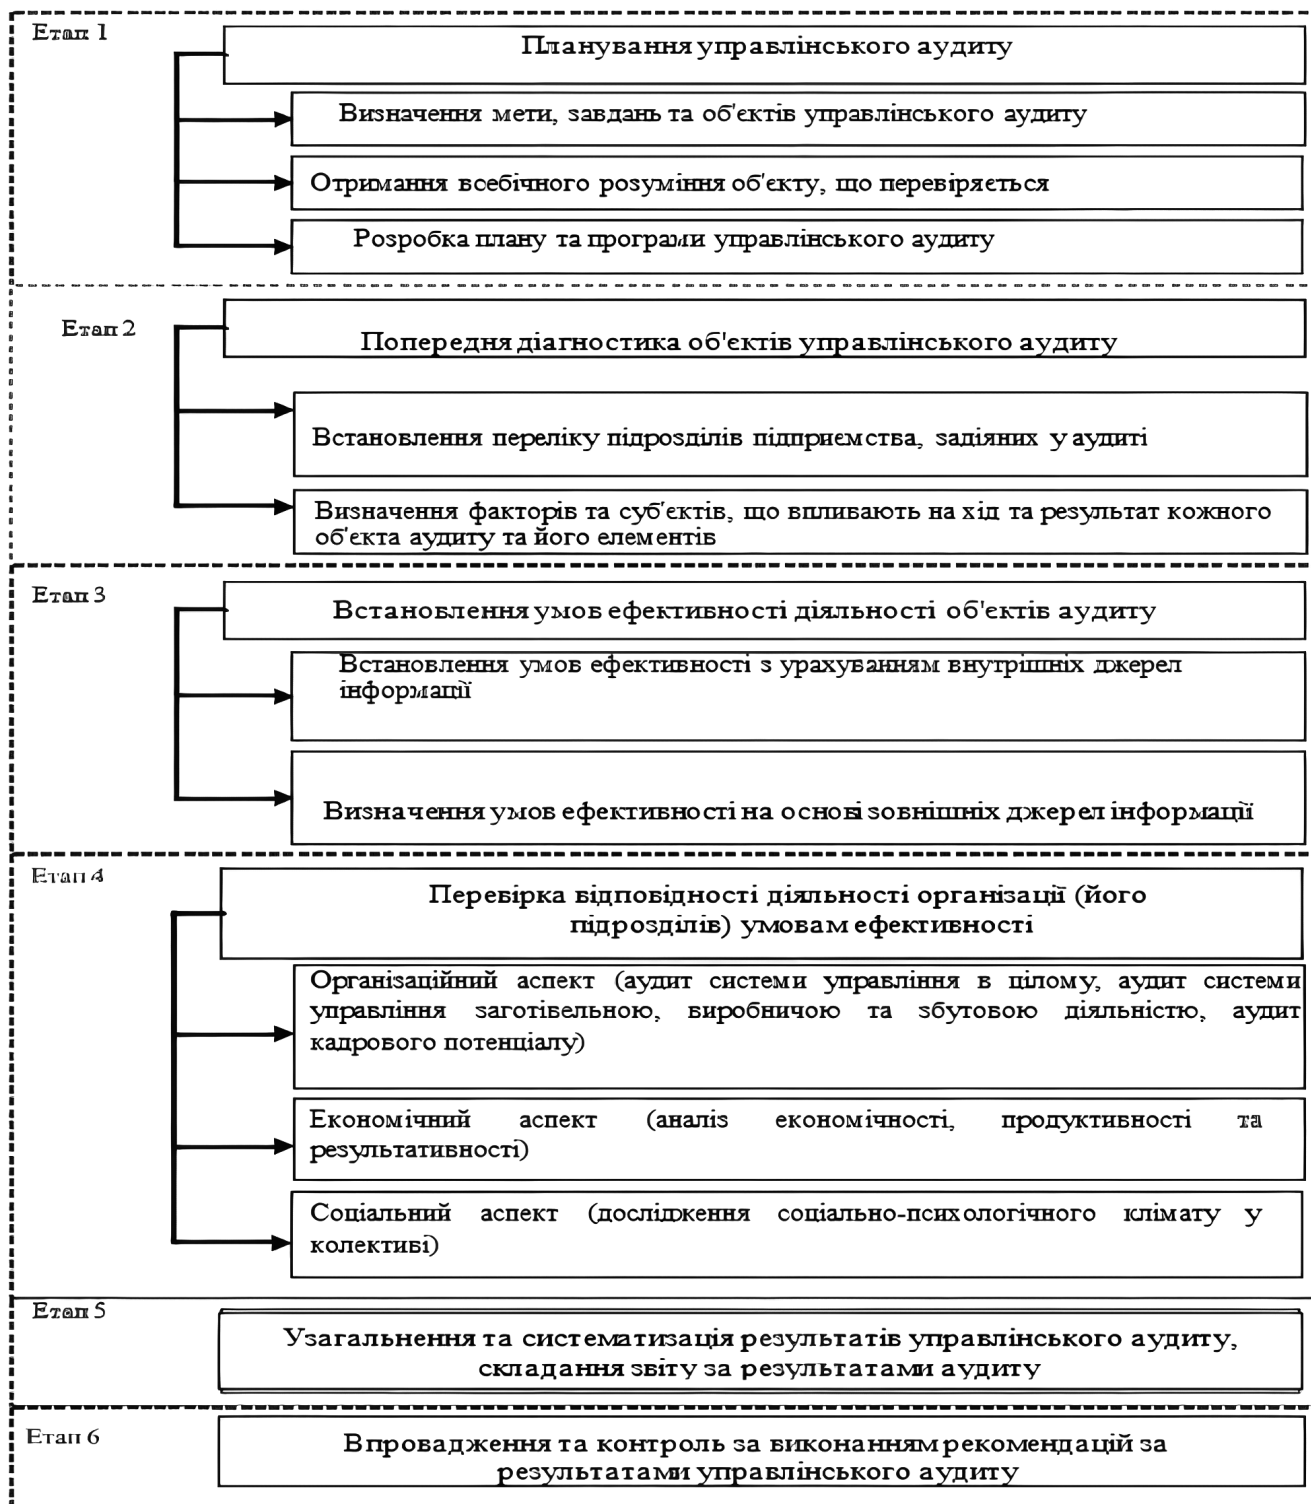 Етап 1
Планування управлінського аудиту
Визначення мети, завдань та об'єктів управлінського аудиту
Отримання всебічного розуміння об'єкту, що перевіряється
Розробка плану та програми управлінського аудиту
Етап 2
Попередня діагностика об'єктів управлінського аудиту
Встановлення переліку підрозділів підприємства, задіяних у аудиті
Визначення факторів та суб'єктів, що впливають на хід та результат кожного
об'єкта аудиту та його елементів
Етап 3
Встановлення умов ефективності діяльності об'єктів аудиту
Встановлення умов ефективності з урахуванням внутрішніх джерел
інформації
Визначення умов ефективності на основі зовнішніх джерел інформації
Етап 4
Перевірка відповідності діяльності організації (його
підрозділів) умовам ефективності
Організаційний аспект (аудит системи управління в цілому, аудит системи
управління заготівельною, виробничою та збутовою діяльністю, аудит
кадрового потенціалу)
Економічний аспект (аналіз економічності, продуктивності та
результативності)
Соціальний аспект (дослідження соціально-психологічного клімату у
колективі)
Етап 5
Узагальнення та систематизація результатів управлінського аудиту,
складання звіту за результатами аудиту
Етап 6
Впровадження та контроль за виконанням рекомендацій за
результатами управлінського аудиту